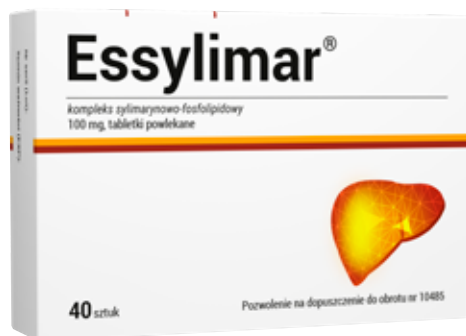 Essylimar®
kompleks sylimarynowo-fosfolipidowy
100 mg, tabletki powlekane
40 sztuk
Pozwolenie na dopuszczenie do obrotu nr 10485